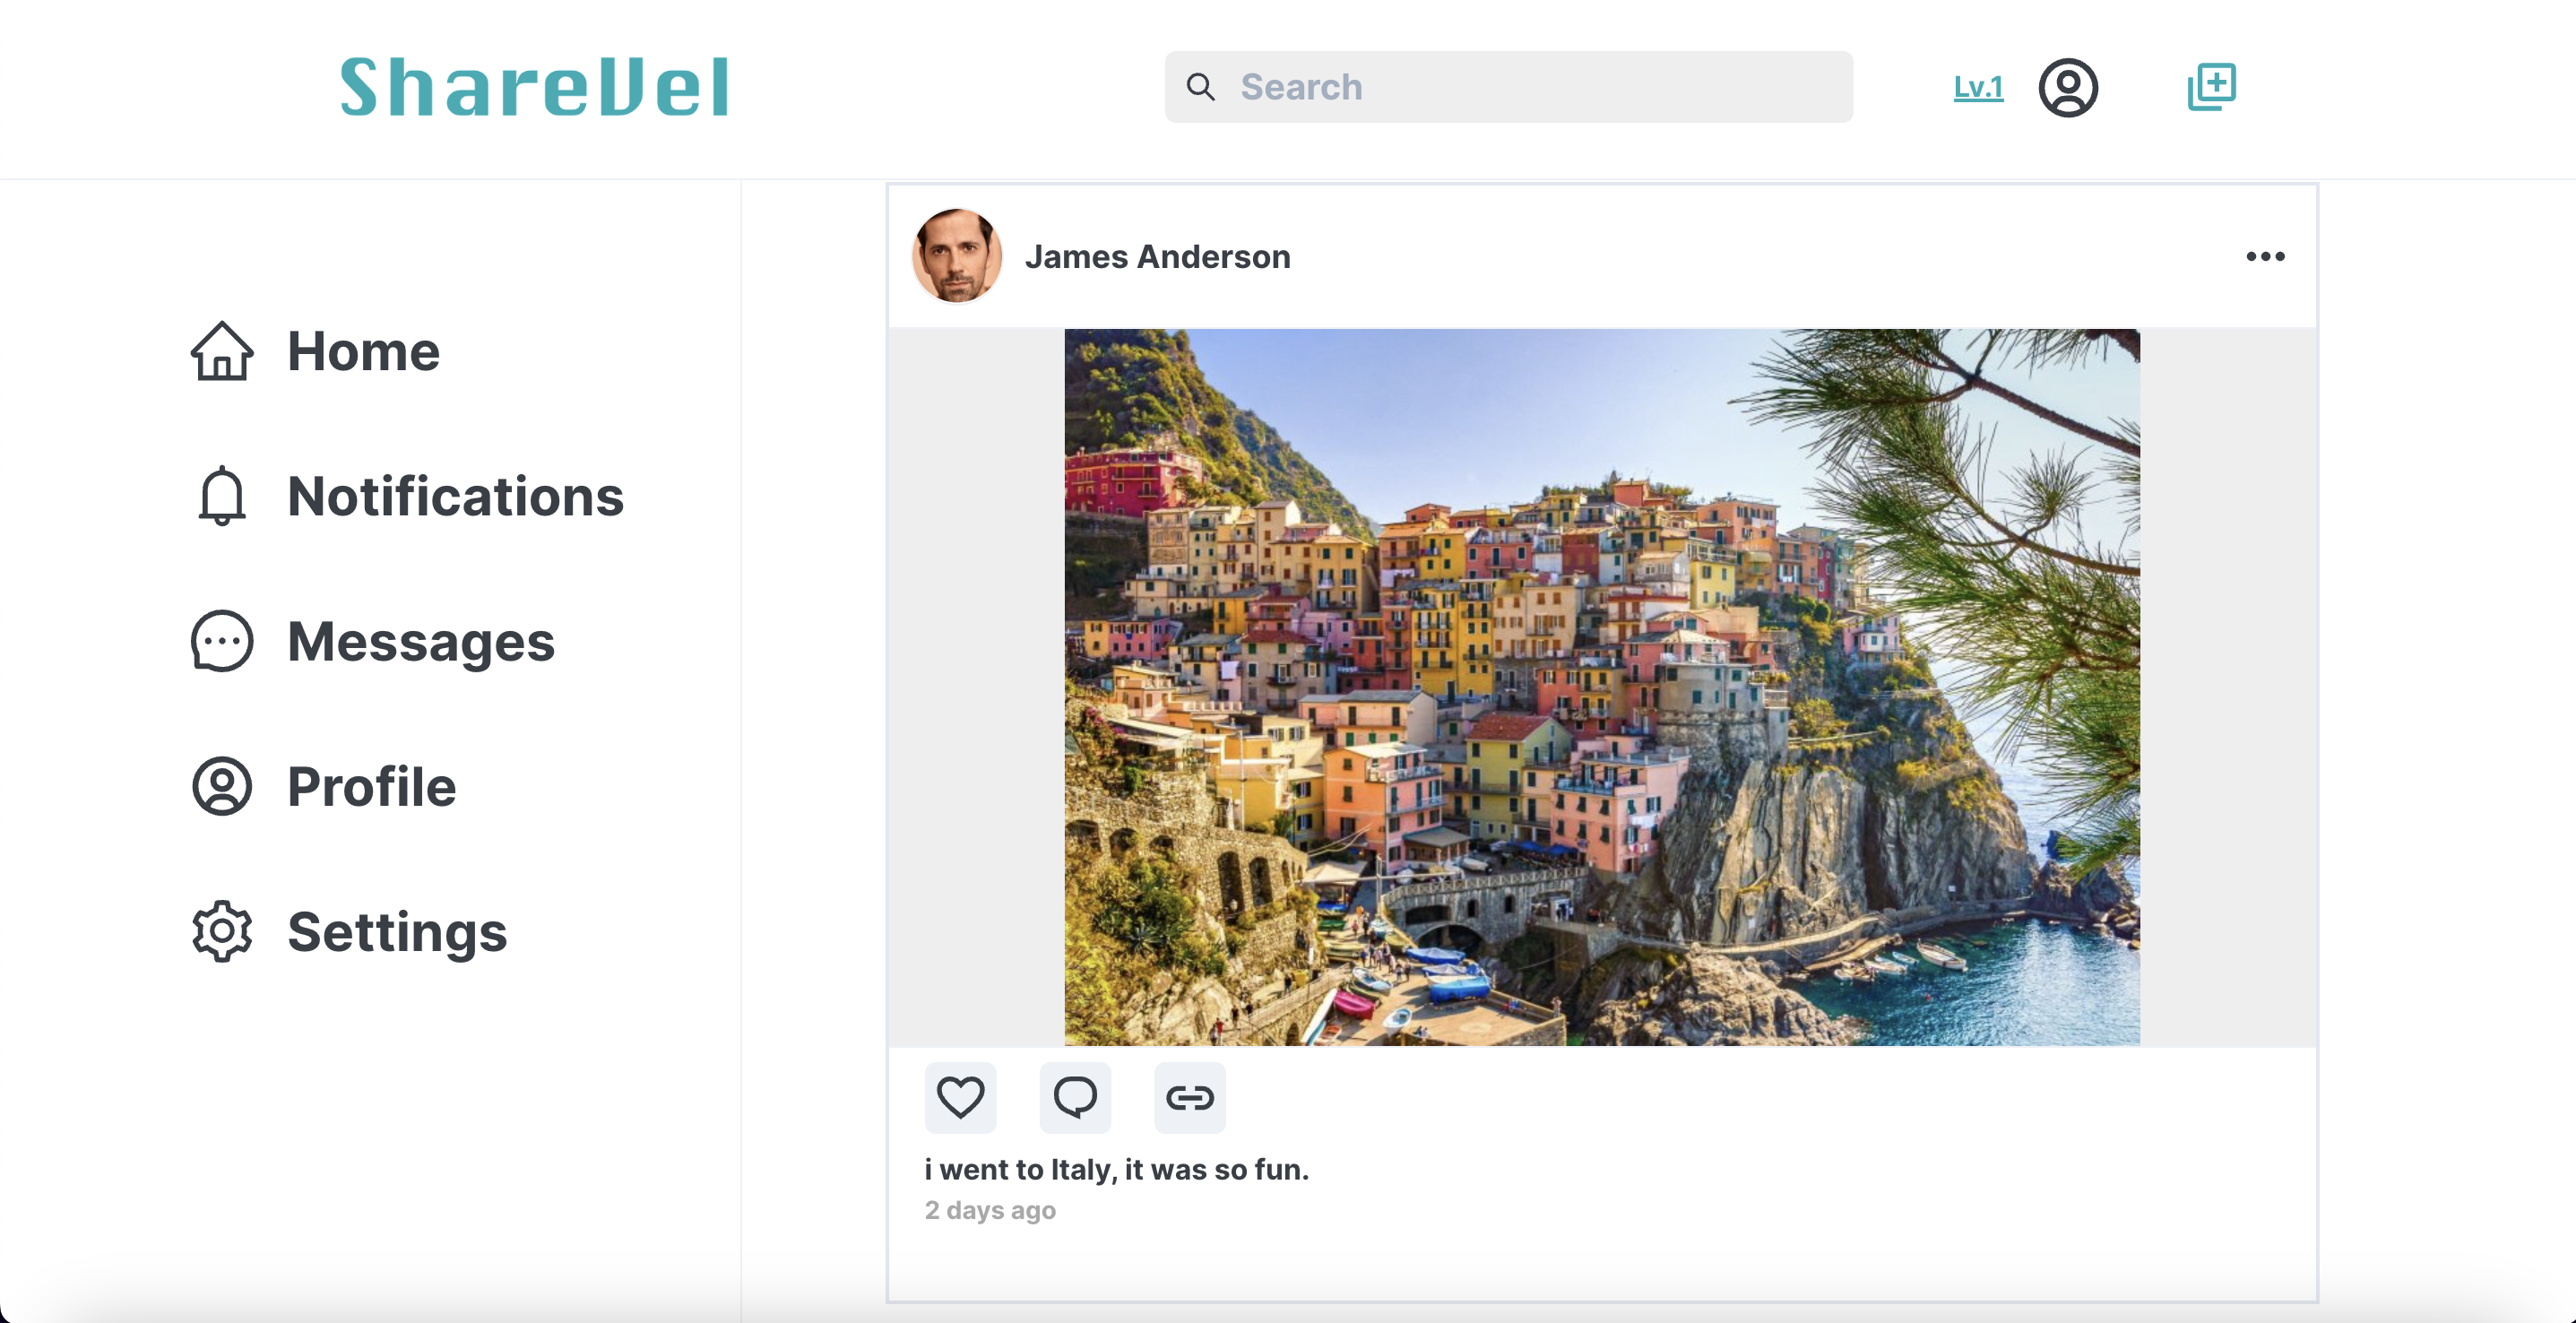 ShareVel
Search
Lv.1
James Anderson
Home
Notifications
Messages
Profile
Settings
i went to Italy, it was so fun.
2 days ago